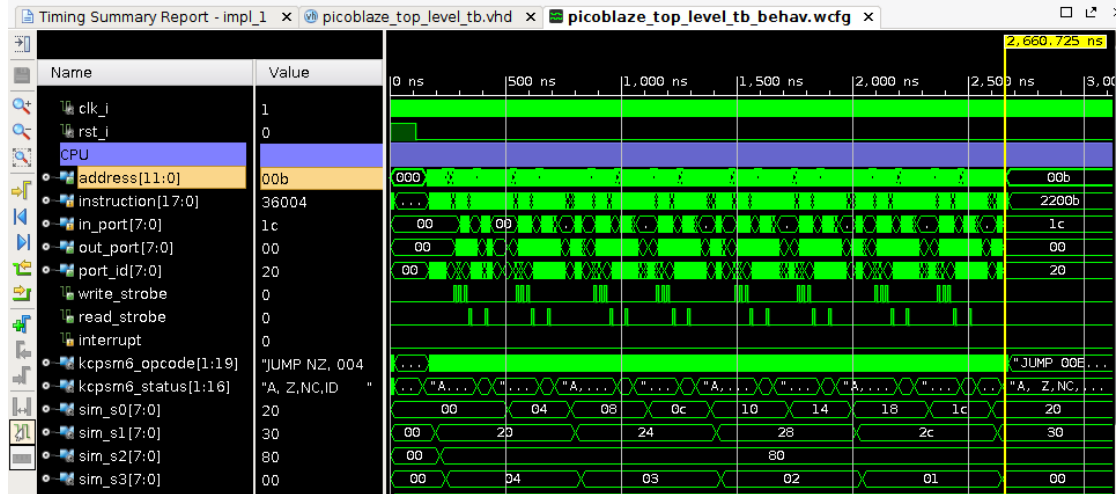 Timing Summary Report - impl_1 × picoblaze_top_level_tb.vhd × picoblaze_top_level_tb_behav.wcfg ×
2,660.725 ns
Name Value
0 ns 500 ns 1,000 ns 1,500 ns 2,000 ns 2,500 ns 3,00
clk_i 1
rst_i 0
CPU
address[11:0] 00b 000 00b
instruction[17:0] 36004 ... 2200b
in_port[7:0] 1c 00 00 1c
out_port[7:0] 00 00 00
port_id[7:0] 20 00 20
write_strobe 0
read_strobe 0
interrupt 0
kcpsm6_opcode[1:19] "JUMP NZ, 004 ... "JUMP 00E...
kcpsm6_status[1:16] "A, Z,NC,ID " ... "A... "... "A... "... "A... "... "A... "... ... "A, Z,NC,...
sim_s0[7:0] 20 00 04 08 0c 10 14 18 1c 20
sim_s1[7:0] 30 00 20 24 28 2c 30
sim_s2[7:0] 80 00 80
sim_s3[7:0] 00 00 04 03 02 01 00